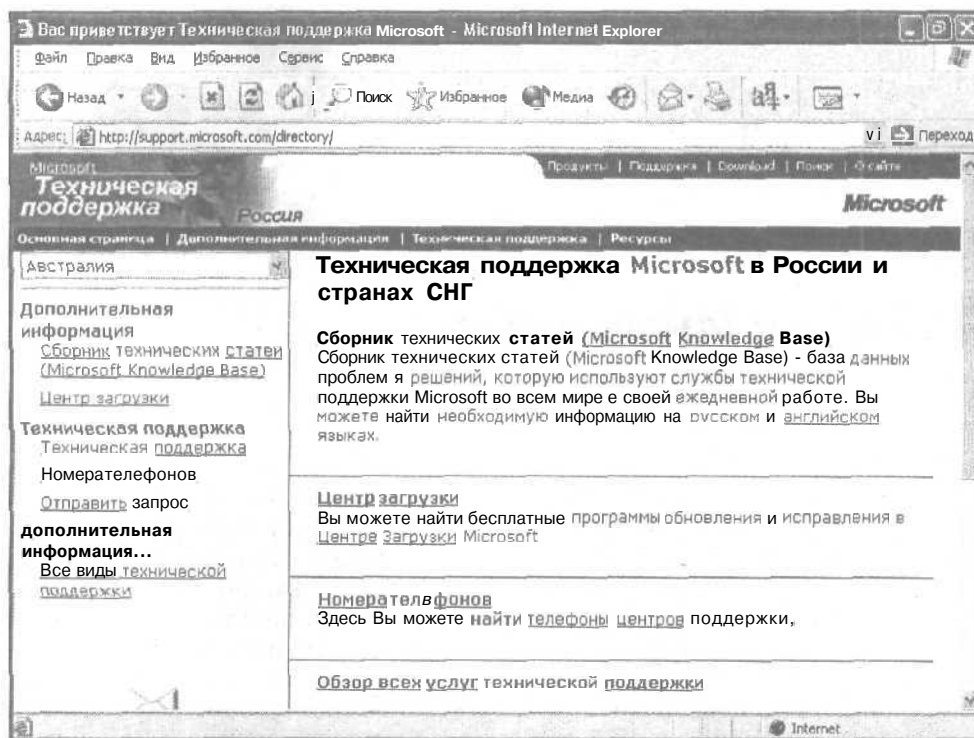 Вас приветствует Техническая поддержка Microsoft - Microsoft Internet Explorer
Файл Правка Вид Избранное Сервис Справка
Назад j Поиск Избранное Медиа
Адрес: http://support.microsoft.com/directory/ v i Переход
Microsoft
Продукты | Поддержка | Download | Поиск | О сайте
Техническая
поддержка
Россия
Microsoft
Основная страница | Дополнительная информация | Техническая поддержка | Ресурсы
Австралия
Дополнительная
информация
Сборник технических статей
(Microsoft Knowledge Base)
Центр загрузки
Техническая поддержка
Техническая поддержка
Номерателефонов
Отправить запрос
дополнительная
информация...
Все виды технической
поддержки
Техническая поддержка Microsoft в России и
странах СНГ
Сборник технических статей (Microsoft Knowledge Base)
Сборник технических статей (Microsoft Knowledge Base) - база данных
проблем я решений, которую используют службы технической
поддержки Microsoft во всем мире е своей ежедневной работе. Вы
можете найти необходимую информацию на русском и английском
языках.
Центр загрузки
Вы можете найти бесплатные программы обновления и исправления в
Центре Загрузки Microsoft
Номерателвфонов
Здесь Вы можете найти телефоны центров поддержки,
Обзор всех услуг технической поддержки
Internet